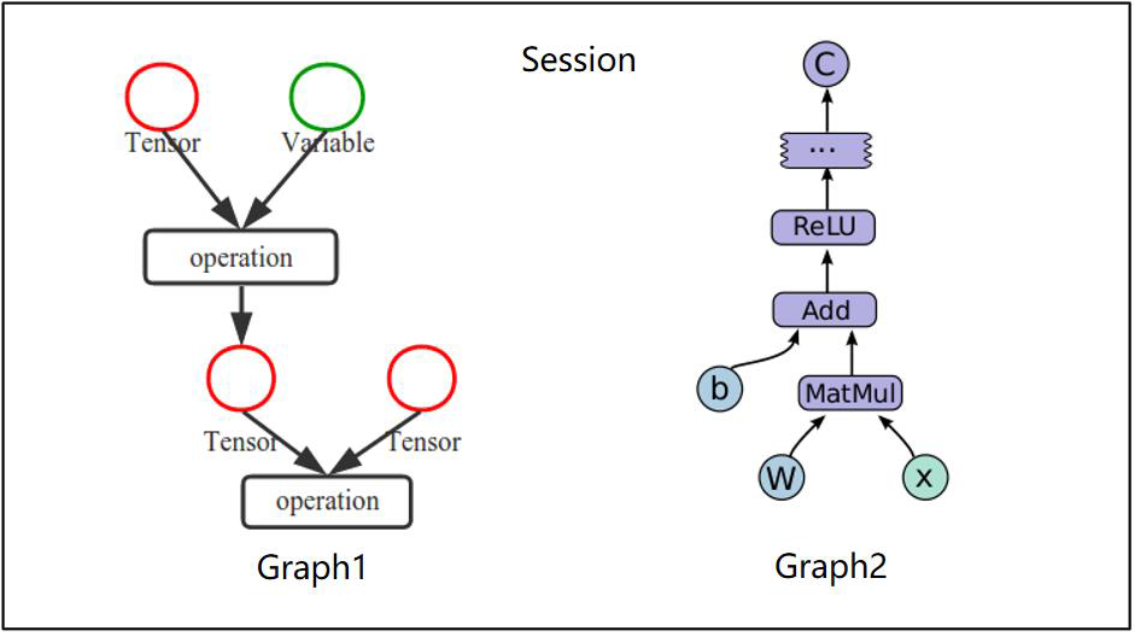 Session
Tensor
Variable
operation
Tensor
Tensor
operation
Graph1
C
...
ReLU
Add
b
MatMul
W
x
Graph2